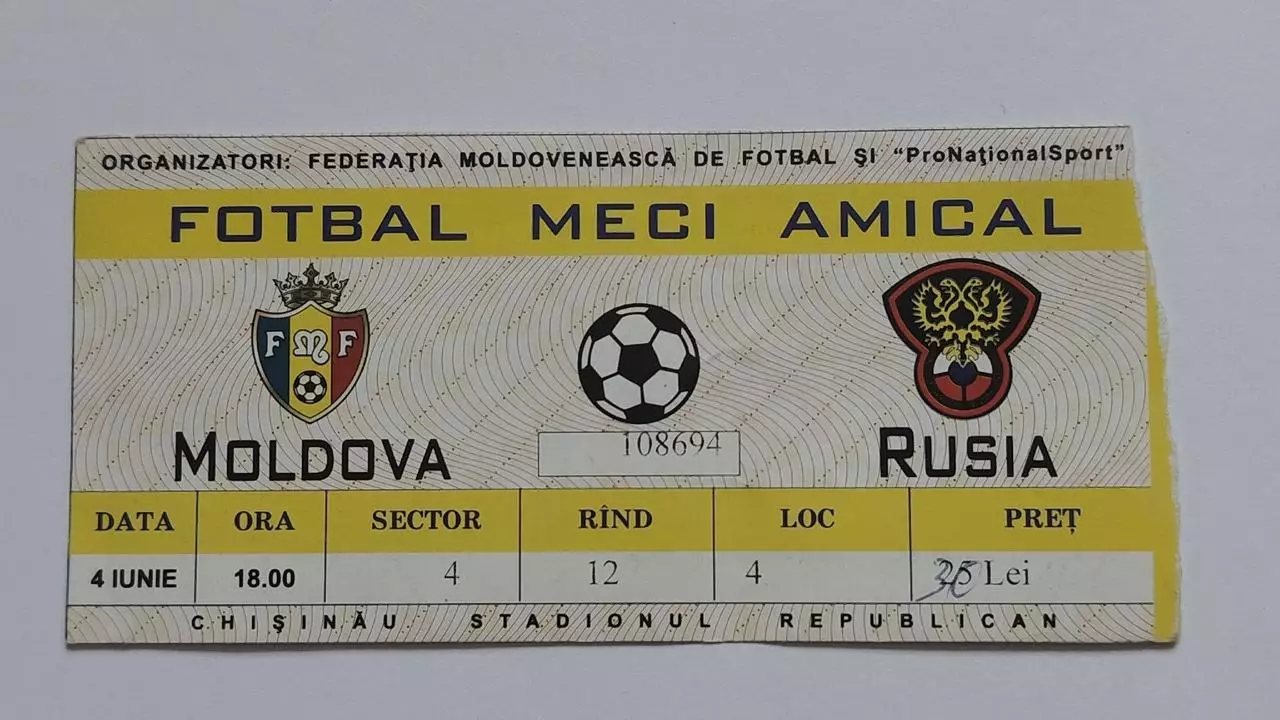 ORGANIZATORI: FEDERAŢIA MOLDOVENEASCĂ DE FOTBAL ŞI "ProNaţionalSport"
FOTBAL MECI AMICAL
F M F
MOLDOVA
108694
RUSIA
DATA ORA SECTOR RÎND LOC PREŢ
4 IUNIE 18.00 4 12 4 25 Lei
30
CHIŞINĂU STADIONUL REPUBLICAN